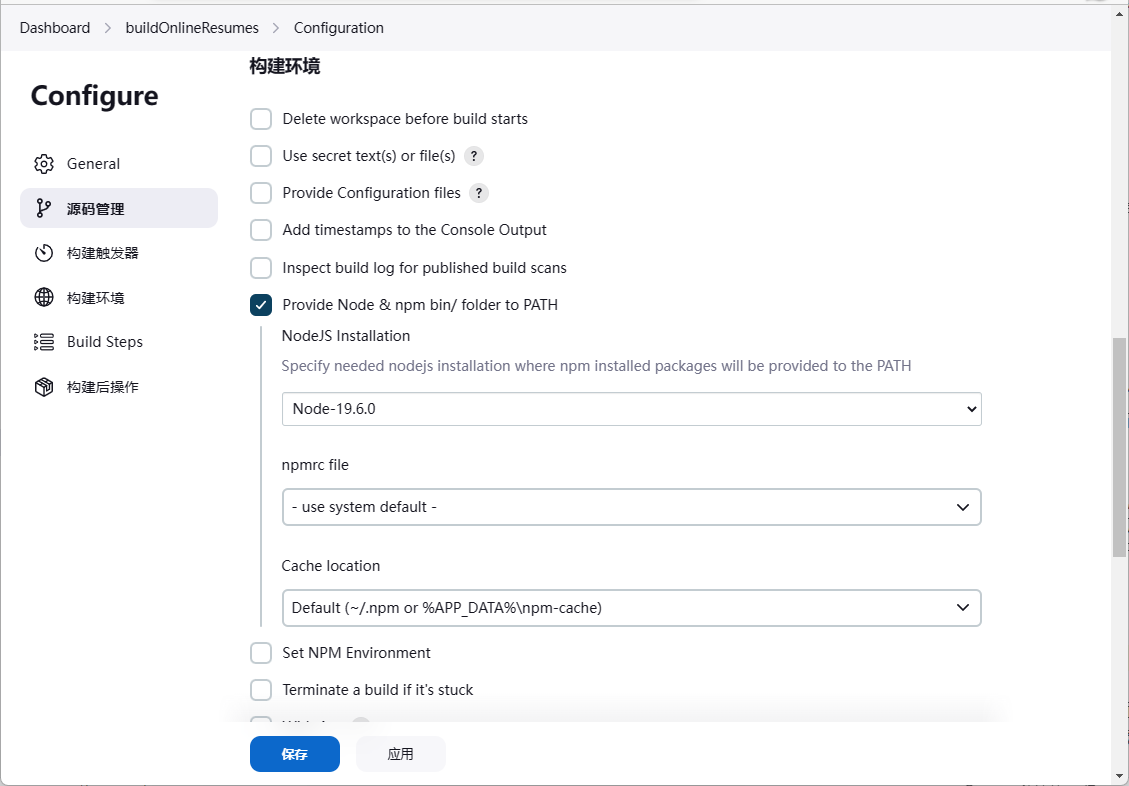 Dashboard > buildOnlineResumes > Configuration
Configure
General
源码管理
构建触发器
构建环境
Build Steps
构建后操作
构建环境
Delete workspace before build starts
Use secret text(s) or file(s) ?
Provide Configuration files ?
Add timestamps to the Console Output
Inspect build log for published build scans
Provide Node & npm bin/ folder to PATH
NodeJS Installation
Specify needed nodejs installation where npm installed packages will be provided to the PATH
Node-19.6.0
npmrc file
- use system default -
Cache location
Default (~/.npm or %APP_DATA%\npm-cache)
Set NPM Environment
Terminate a build if it's stuck
保存
应用